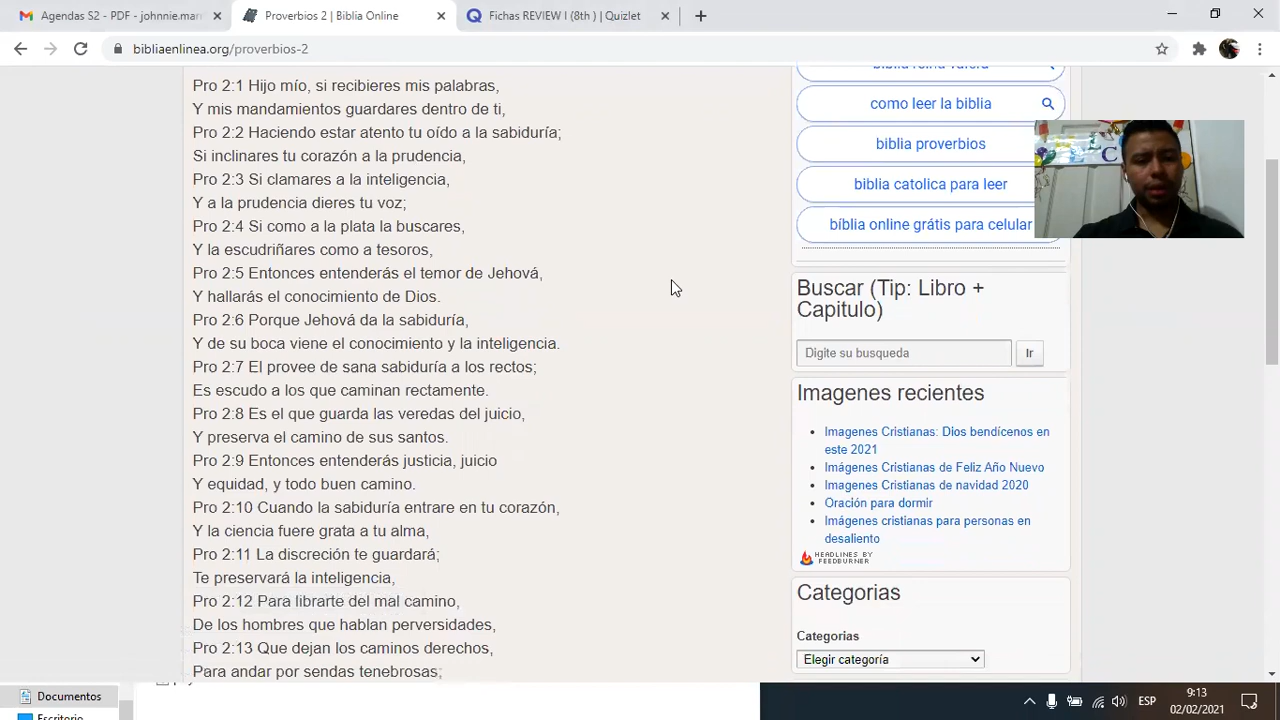 Agendas S2 - PDF - johnnie.mar
Proverbios 2 | Biblia Online
Fichas REVIEW I (8th ) | Quizlet
bibliaenlinea.org/proverbios-2
Pro 2:1 Hijo mío, si recibieres mis palabras,
Y mis mandamientos guardares dentro de ti,
Pro 2:2 Haciendo estar atento tu oído a la sabiduría;
Si inclinares tu corazón a la prudencia,
Pro 2:3 Si clamares a la inteligencia,
Y a la prudencia dieres tu voz;
Pro 2:4 Si como a la plata la buscares,
Y la escudriñares como a tesoros,
Pro 2:5 Entonces entenderás el temor de Jehová,
Y hallarás el conocimiento de Dios.
Pro 2:6 Porque Jehová da la sabiduría,
Y de su boca viene el conocimiento y la inteligencia.
Pro 2:7 El provee de sana sabiduría a los rectos;
Es escudo a los que caminan rectamente.
Pro 2:8 Es el que guarda las veredas del juicio,
Y preserva el camino de sus santos.
Pro 2:9 Entonces entenderás justicia, juicio
Y equidad, y todo buen camino.
Pro 2:10 Cuando la sabiduría entrare en tu corazón,
Y la ciencia fuere grata a tu alma,
Pro 2:11 La discreción te guardará;
Te preservará la inteligencia,
Pro 2:12 Para librarte del mal camino,
De los hombres que hablan perversidades,
Pro 2:13 Que dejan los caminos derechos,
Para andar por sendas tenebrosas;
biblia reina valera
como leer la biblia
biblia proverbios
biblia catolica para leer
bíblia online grátis para celular
C
Buscar (Tip: Libro +
Capitulo)
Digite su busqueda
Ir
Imagenes recientes
Imagenes Cristianas: Dios bendícenos en
este 2021
Imágenes Cristianas de Feliz Año Nuevo
Imagenes Cristianas de navidad 2020
Oración para dormir
Imágenes cristianas para personas en
desaliento
HEADLINES BY
FEEDBURNER
Categorias
Categorias
Elegir categoría
Documentos
Escritorio
ESP
9:13
02/02/2021